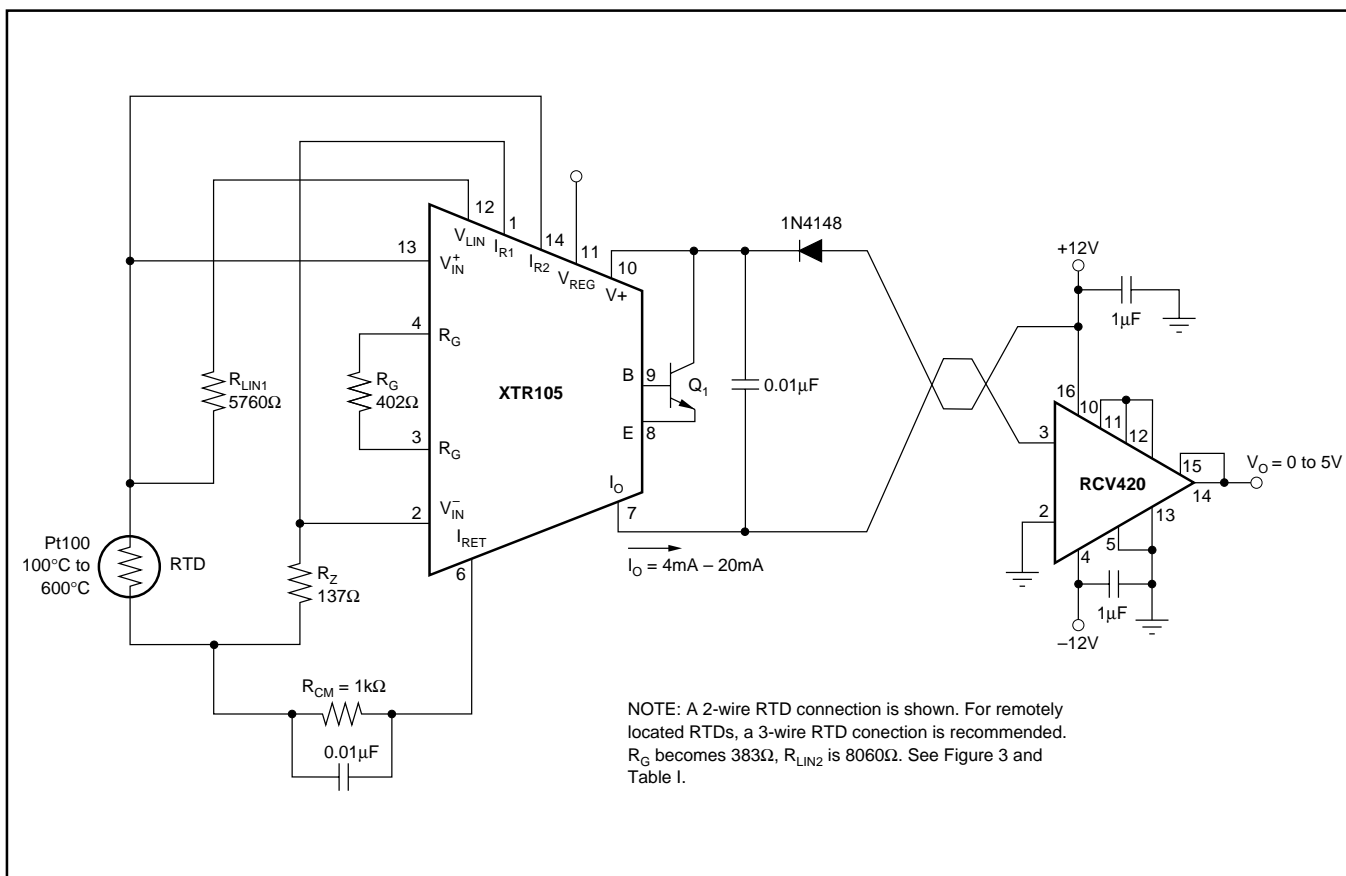 12
1
14
11
10
13
V_LIN
I_R1
I_R2
V_REG
V+
V_IN^+
4
R_G
R_G
402Ω
3
R_G
XTR105
B
9
E
8
Q_1
I_O
7
2
V_IN^−
I_RET
6
R_LIN1
5760Ω
Pt100
100°C to
600°C
RTD
R_Z
137Ω
R_CM = 1kΩ
0.01μF
1N4148
0.01μF
I_O = 4mA – 20mA
+12V
1μF
16
10
11
12
3
15
RCV420
14
V_O = 0 to 5V
2
13
5
4
1μF
–12V
NOTE: A 2-wire RTD connection is shown. For remotely
located RTDs, a 3-wire RTD conection is recommended.
R_G becomes 383Ω, R_LIN2 is 8060Ω. See Figure 3 and
Table I.